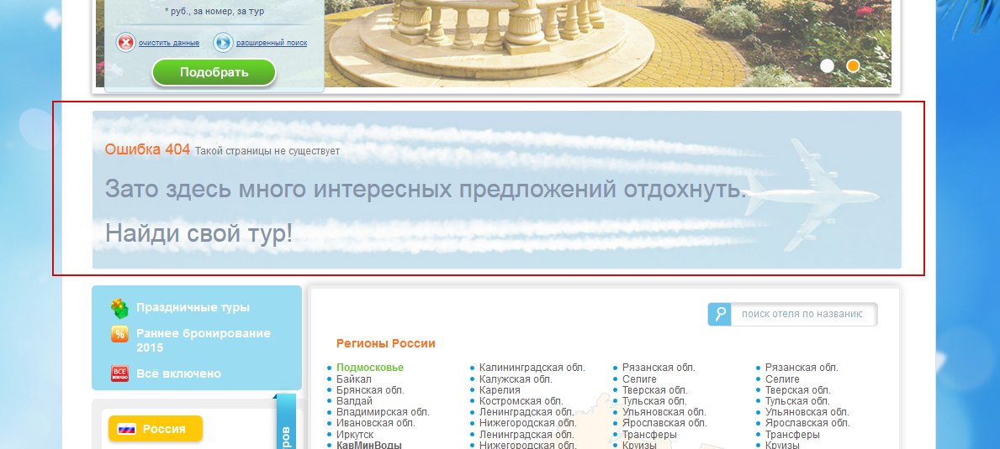 * руб., за номер, за тур
очистить данные
расширенный поиск
Подобрать
Ошибка 404 Такой страницы не существует
Зато здесь много интересных предложений отдохнуть.
Найди свой тур!
Праздничные туры
%
Раннее бронирование
2015
ВСЁ
Всё включено
Россия
ров
поиск отеля по названию
Регионы России
Подмосковье
Байкал
Брянская обл.
Валдай
Владимирская обл.
Ивановская обл.
Иркутск
КавМинВоды
Калининградская обл.
Калужская обл.
Карелия
Костромская обл.
Ленинградская обл.
Нижегородская обл.
Ленинградская обл.
Нижегородская обл.
Рязанская обл.
Селиге
Тверская обл.
Тульская обл.
Ульяновская обл.
Ярославская обл.
Трансферы
Круизы
Рязанская обл.
Селиге
Тверская обл.
Тульская обл.
Ульяновская обл.
Ярославская обл.
Трансферы
Круизы